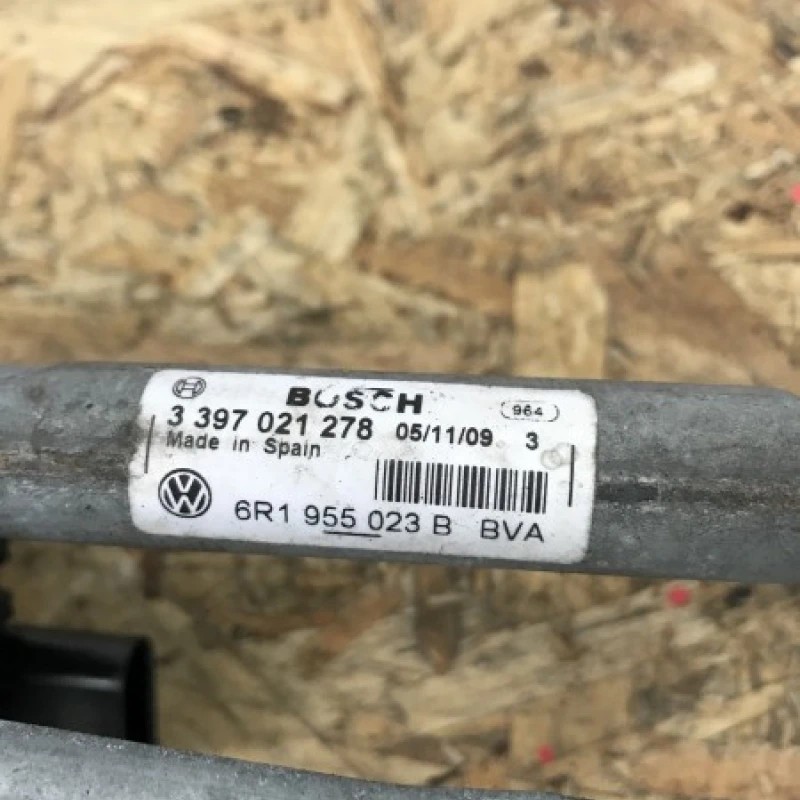 BOSCH 964
3 397 021 278 05/11/09 3
Made in Spain
6R1 955 023 B BVA